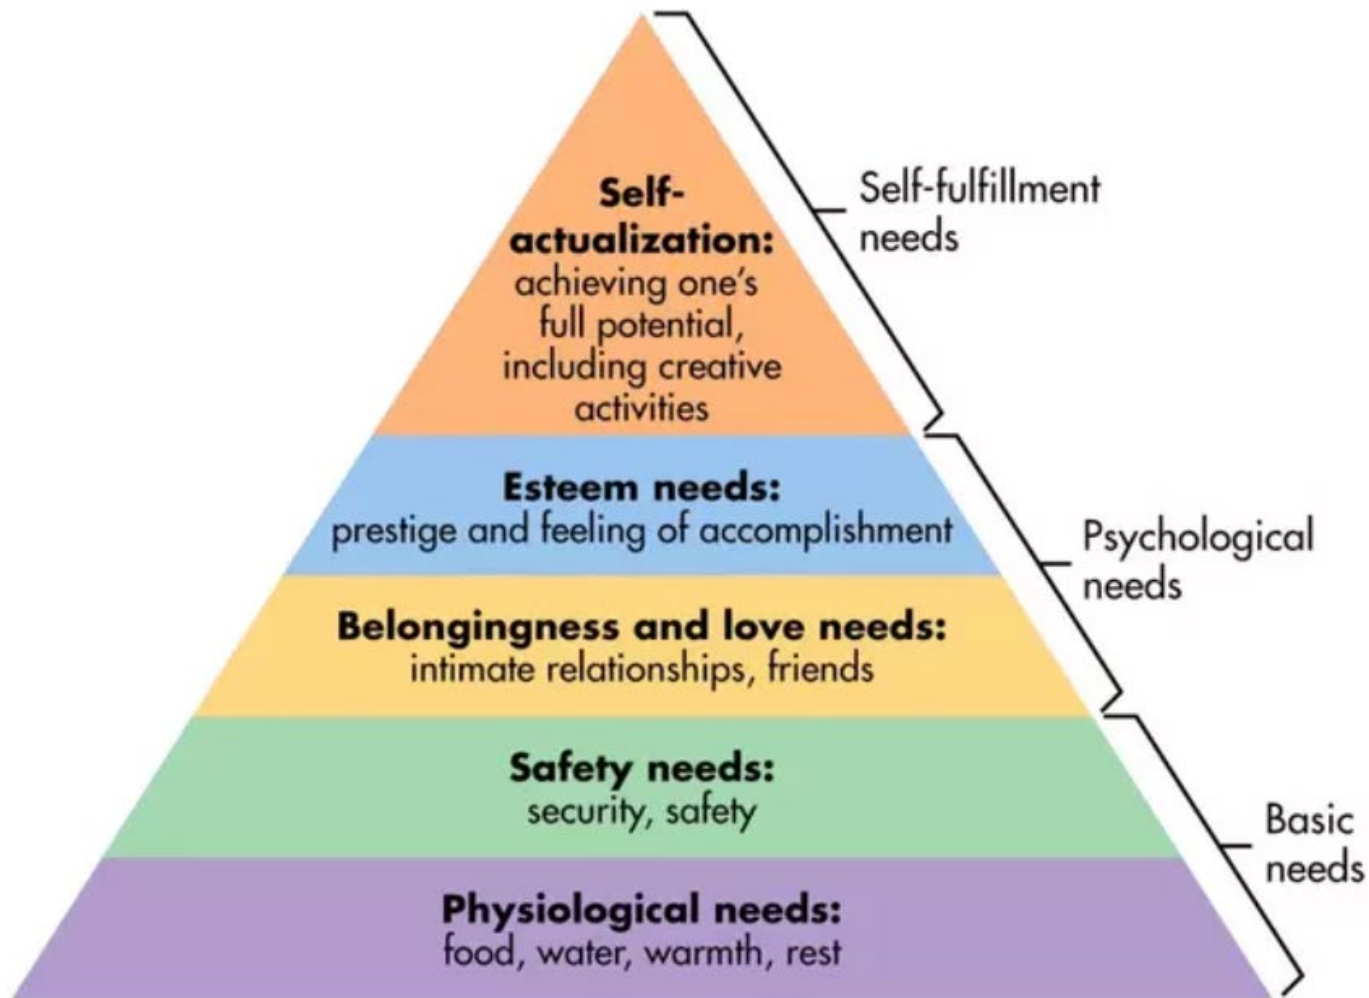 Self-
actualization:
achieving one's
full potential,
including creative
activities
Self-fulfillment
needs
Esteem needs:
prestige and feeling of accomplishment
Psychological
needs
Belongingness and love needs:
intimate relationships, friends
Safety needs:
security, safety
Basic
needs
Physiological needs:
food, water, warmth, rest